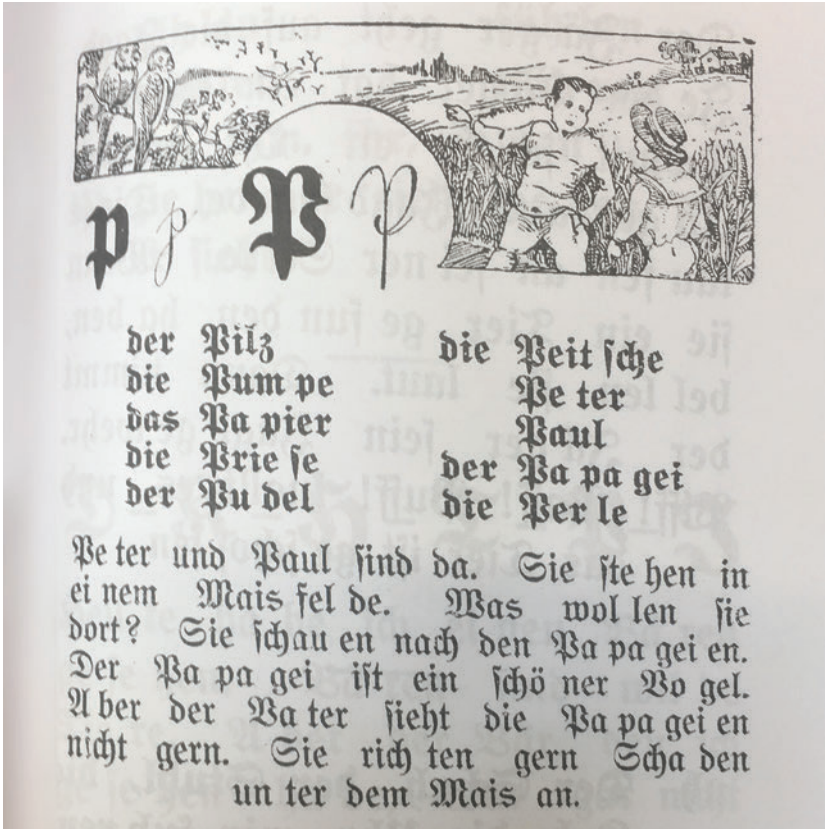 p p P P
der Pilz
die Pum pe
das Pa pier
die Prie ſe
der Pu del
die Peit ſche
Pe ter
Paul
der Pa pa gei
die Per le
Pe ter und Paul ſind da. Sie ſte hen in
ei nem Mais fel de. Was wol len ſie
dort? Sie ſchau en nach den Pa pa gei en.
Der Pa pa gei iſt ein ſchö ner Vo gel.
A ber der Va ter ſieht die Pa pa gei en
nicht gern. Sie rich ten gern Scha den
un ter dem Mais an.